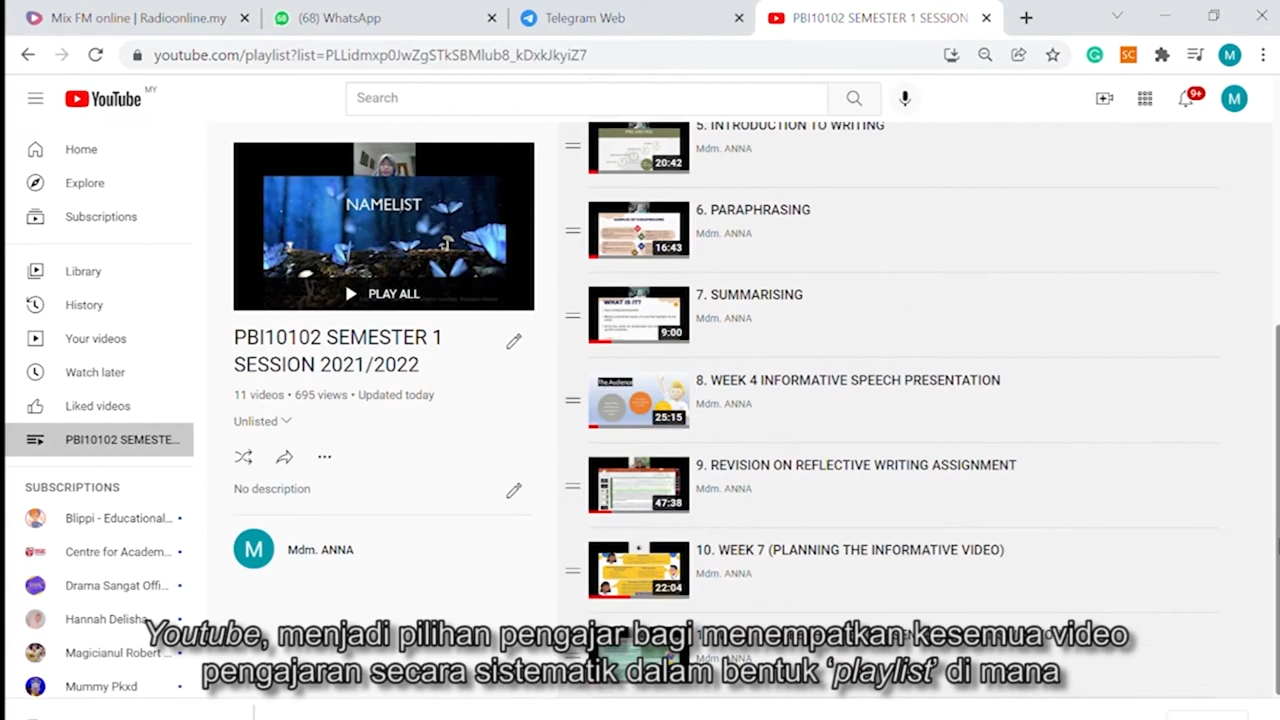 Mix FM online | Radioonline.my
(68) WhatsApp
Telegram Web
PBI10102 SEMESTER 1 SESSION
youtube.com/playlist?list=PLLidmxp0JwZgSTkSBMlub8_kDxkJkyiZ7
SC
M
YouTube
MY
Search
9+
M
Home
Explore
Subscriptions
Library
History
Your videos
Watch later
Liked videos
PBI10102 SEMESTE...
SUBSCRIPTIONS
Blippi - Educational...
Centre for Academ...
Drama Sangat Offi...
Hannah Delisha
Magicianul Robert ...
Mummy Pkxd
NAMELIST
PLAY ALL
PBI10102 SEMESTER 1
SESSION 2021/2022
11 videos • 695 views • Updated today
Unlisted
No description
M
Mdm. ANNA
5. INTRODUCTION TO WRITING
Mdm. ANNA
20:42
6. PARAPHRASING
Mdm. ANNA
16:43
7. SUMMARISING
Mdm. ANNA
WHAT IS IT?
9:00
8. WEEK 4 INFORMATIVE SPEECH PRESENTATION
Mdm. ANNA
The Audience
25:15
9. REVISION ON REFLECTIVE WRITING ASSIGNMENT
Mdm. ANNA
47:38
10. WEEK 7 (PLANNING THE INFORMATIVE VIDEO)
Mdm. ANNA
22:04
Youtube, menjadi pilihan pengajar bagi menempatkan kesemua video
pengajaran secara sistematik dalam bentuk ‘playlist’ di mana